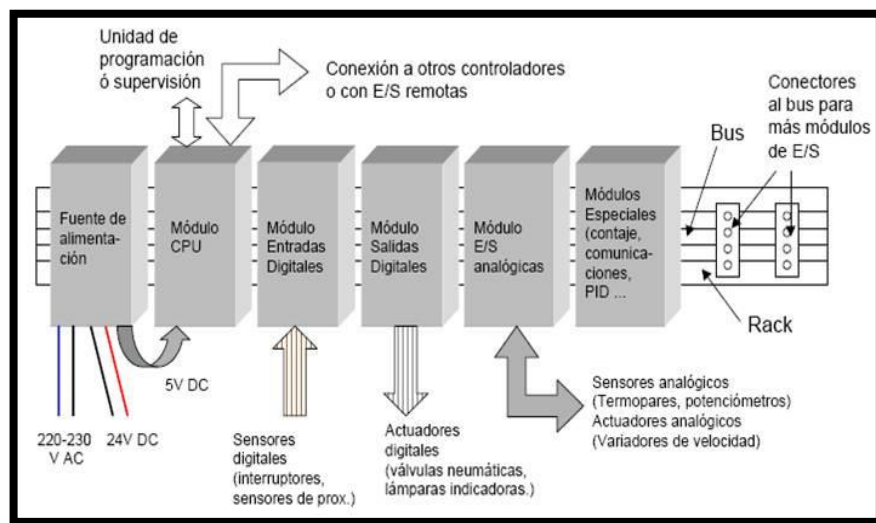 Unidad de
programación
ó supervisión
Conexión a otros controladores
o con E/S remotas
Conectores
al bus para
más módulos
de E/S
Bus
Fuente de
alimenta-
ción
Módulo
CPU
Módulo
Entradas
Digitales
Módulo
Salidas
Digitales
Módulo
E/S
analógicas
Módulos
Especiales
(contaje,
comunica-
ciones,
PID ...
Rack
5V DC
220-230
V AC
24V DC
Sensores
digitales
(interruptores,
sensores de prox.)
Actuadores
digitales
(válvulas neumáticas,
lámparas indicadoras.)
Sensores analógicos
(Termopares, potenciómetros)
Actuadores analógicos
(Variadores de velocidad)